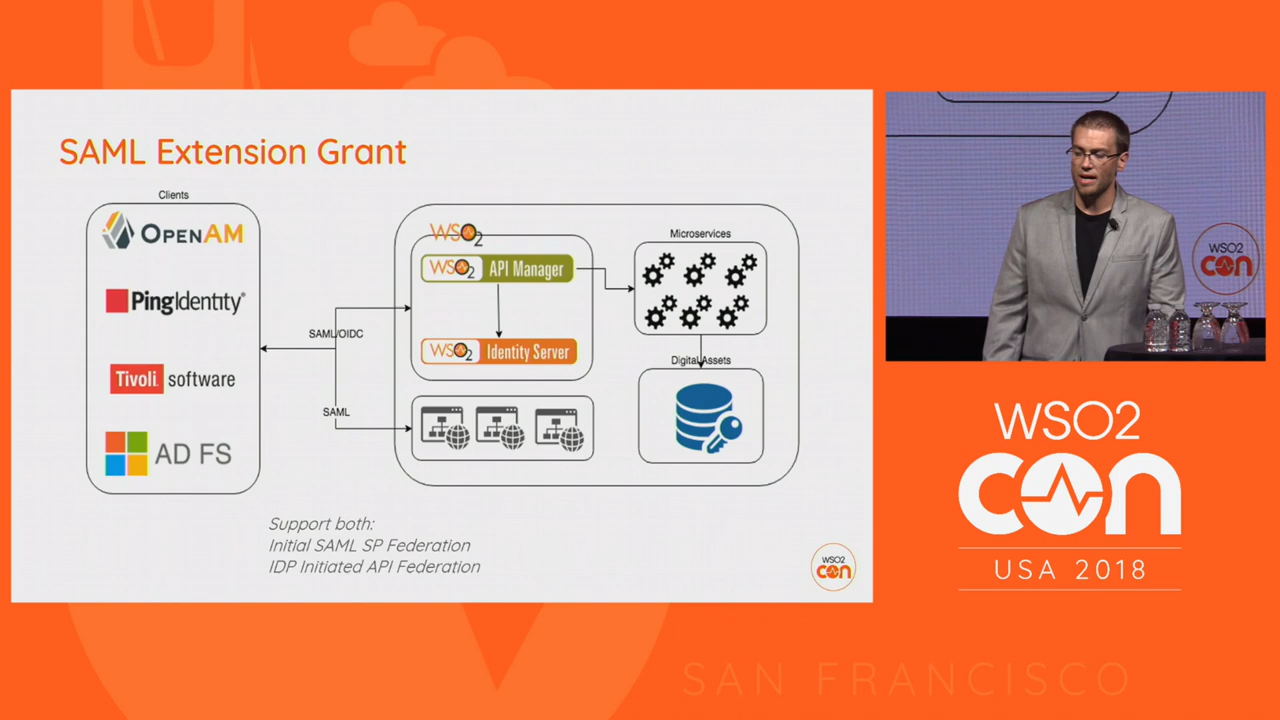 SAML Extension Grant
Clients
OPENAM
PingIdentity®
Tivoli software
AD FS
SAML/OIDC
SAML
WSO2
WSO2 API Manager
WSO2 Identity Server
Microservices
Digital Assets
Support both:
Initial SAML SP Federation
IDP Initiated API Federation
WSO2
con
WSO2
con
WSO2
con
USA 2018
SAN FRANCISCO